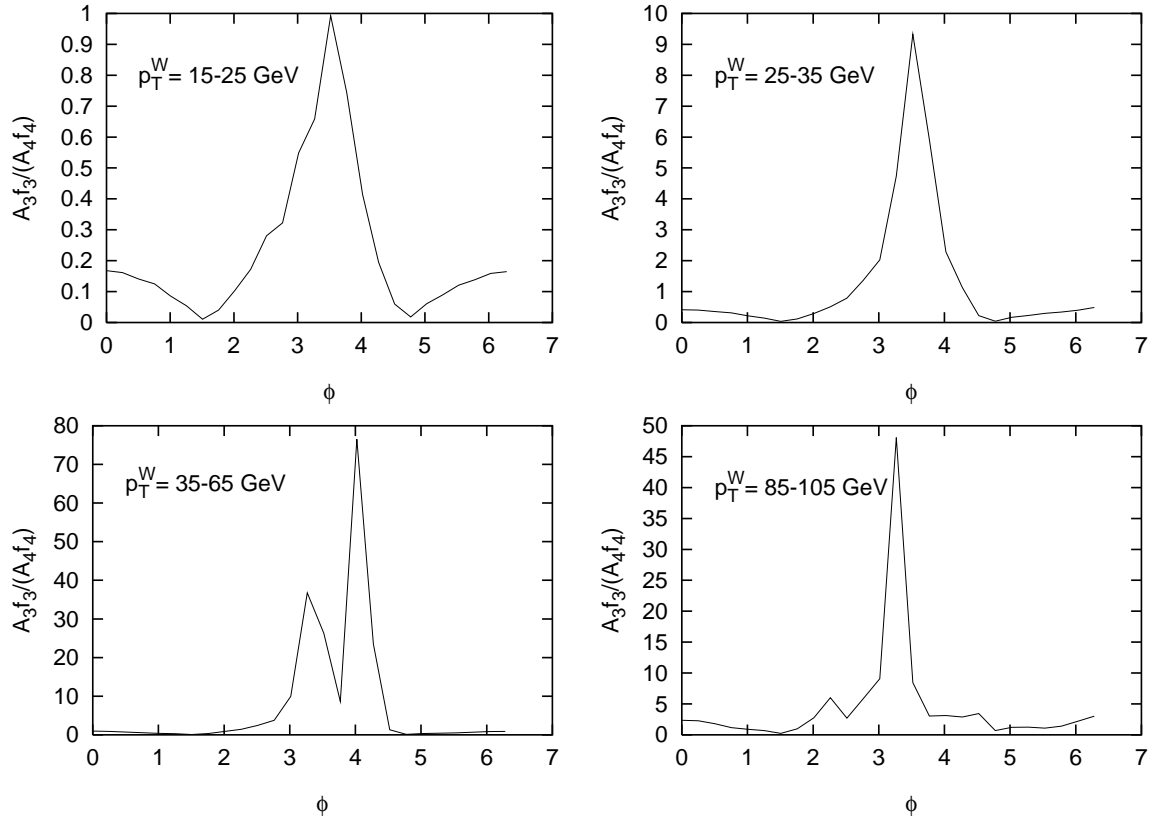 1
0.9
0.8
0.7
0.6
0.5
0.4
0.3
0.2
0.1
0
A₃f₃/(A₄f₄)
p_T^W = 15-25 GeV
0 1 2 3 4 5 6 7
ϕ
10
9
8
7
6
5
4
3
2
1
0
A₃f₃/(A₄f₄)
p_T^W = 25-35 GeV
0 1 2 3 4 5 6 7
ϕ
80
70
60
50
40
30
20
10
0
A₃f₃/(A₄f₄)
p_T^W = 35-65 GeV
0 1 2 3 4 5 6 7
ϕ
50
45
40
35
30
25
20
15
10
5
0
A₃f₃/(A₄f₄)
p_T^W = 85-105 GeV
0 1 2 3 4 5 6 7
ϕ